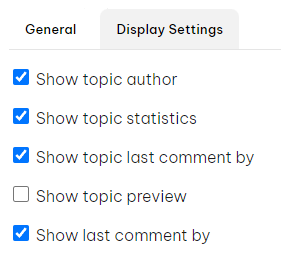 General Display Settings
Show topic author
Show topic statistics
Show topic last comment by
Show topic preview
Show last comment by